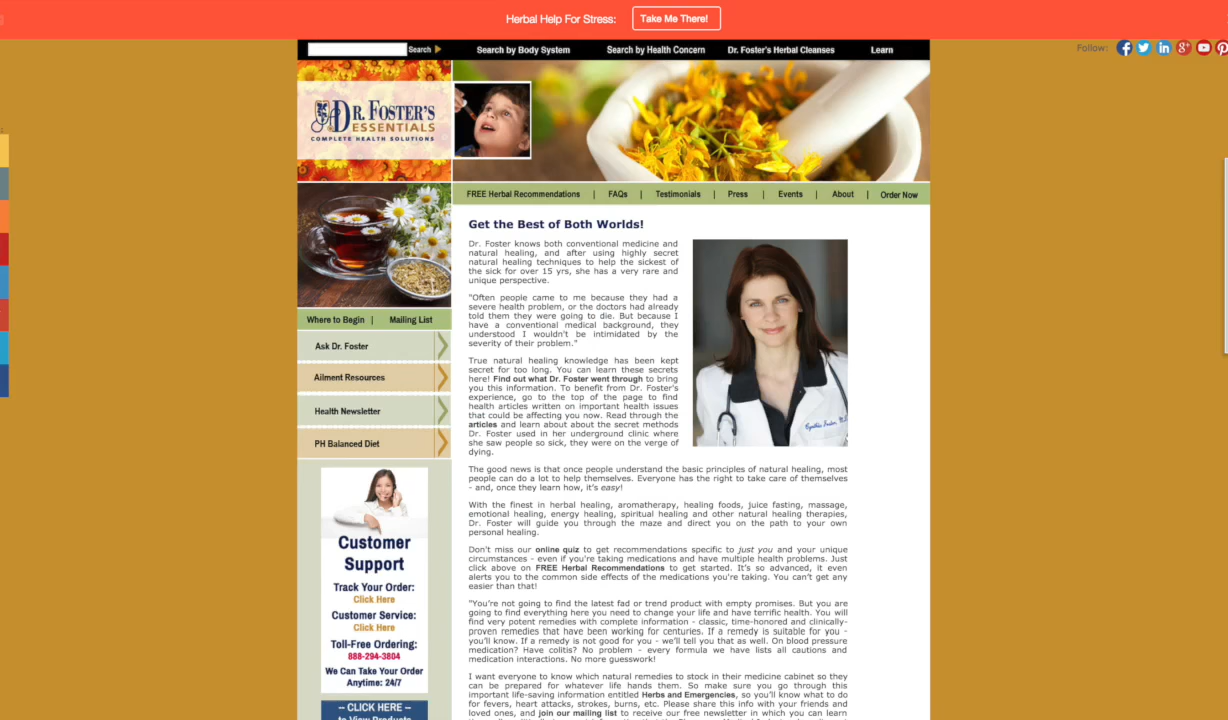 Herbal Help For Stress: Take Me There!
Search
Search by Body System
Search by Health Concern
Dr. Foster's Herbal Cleanses
Learn
Follow:
DR. FOSTER'S
ESSENTIALS
COMPLETE HEALTH SOLUTIONS
FREE Herbal Recommendations | FAQs | Testimonials | Press | Events | About | Order Now
Where to Begin | Mailing List
Ask Dr. Foster
Ailment Resources
Health Newsletter
PH Balanced Diet
Customer
Support
Track Your Order:
Click Here
Customer Service:
Click Here
Toll-Free Ordering:
888-294-3804
We Can Take Your Order
Anytime: 24/7
-- CLICK HERE --
to View Products
Get the Best of Both Worlds!
Dr. Foster knows both conventional medicine and
natural healing, and after using highly secret
natural healing techniques to help the sickest of
the sick for over 15 yrs, she has a very rare and
unique perspective.
"Often people came to me because they had a
severe health problem, or the doctors had already
told them they were going to die. But because I
have a conventional medical background, they
understood I wouldn't be intimidated by the
severity of their problem."
True natural healing knowledge has been kept
secret for too long. You can learn these secrets
here! Find out what Dr. Foster went through to bring
you this information. To benefit from Dr. Foster's
experience, go to the top of the page to find
health articles written on important health issues
that could be affecting you now. Read through the
articles and learn about about the secret methods
Dr. Foster used in her underground clinic where
she saw people so sick, they were on the verge of
dying.
The good news is that once people understand the basic principles of natural healing, most
people can do a lot to help themselves. Everyone has the right to take care of themselves
- and, once they learn how, it's easy!
With the finest in herbal healing, aromatherapy, healing foods, juice fasting, massage,
emotional healing, energy healing, spiritual healing and other natural healing therapies,
Dr. Foster will guide you through the maze and direct you on the path to your own
personal healing.
Don't miss our online quiz to get recommendations specific to just you and your unique
circumstances - even if you're taking medications and have multiple health problems. Just
click above on FREE Herbal Recommendations to get started. It's so advanced, it even
alerts you to the common side effects of the medications you're taking. You can't get any
easier than that!
"You're not going to find the latest fad or trend product with empty promises. But you are
going to find everything here you need to change your life and have terrific health. You will
find very potent remedies with complete information - classic, time-honored and clinically-
proven remedies that have been working for centuries. If a remedy is suitable for you -
you'll know. If a remedy is not good for you - we'll tell you that as well. On blood pressure
medication? Have colitis? No problem - every formula we have lists all cautions and
medication interactions. No more guesswork!
I want everyone to know which natural remedies to stock in their medicine cabinet so they
can be prepared for whatever life hands them. So make sure you go through this
important life-saving information entitled Herbs and Emergencies, so you'll know what to do
for fevers, heart attacks, strokes, burns, etc. Please share this info with your friends and
loved ones, and join our mailing list to receive our free newsletter in which you can learn